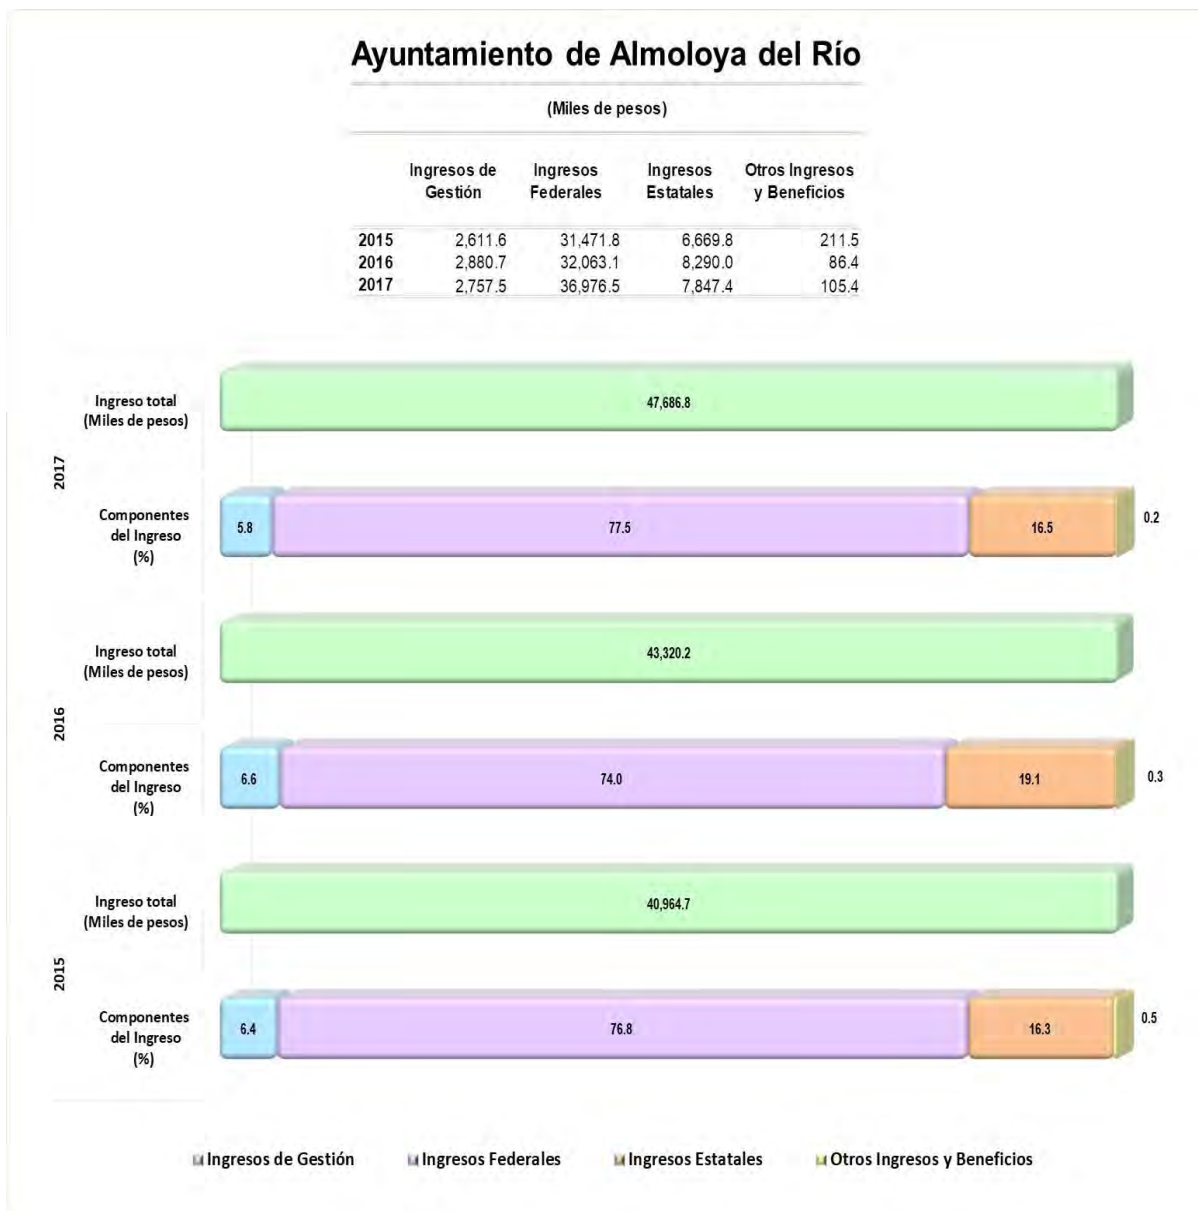 Ayuntamiento de Almoloya del Río
(Miles de pesos)
Ingresos de Gestión Ingresos Federales Ingresos Estatales Otros Ingresos y Beneficios
2015 2,611.6 31,471.8 6,669.8 211.5
2016 2,880.7 32,063.1 8,290.0 86.4
2017 2,757.5 36,976.5 7,847.4 105.4
2017
Ingreso total
(Miles de pesos)
47,686.8
Componentes
del Ingreso
(%)
5.8 77.5 16.5 0.2
2016
Ingreso total
(Miles de pesos)
43,320.2
Componentes
del Ingreso
(%)
6.6 74.0 19.1 0.3
2015
Ingreso total
(Miles de pesos)
40,964.7
Componentes
del Ingreso
(%)
6.4 76.8 16.3 0.5
Ingresos de Gestión Ingresos Federales Ingresos Estatales Otros Ingresos y Beneficios